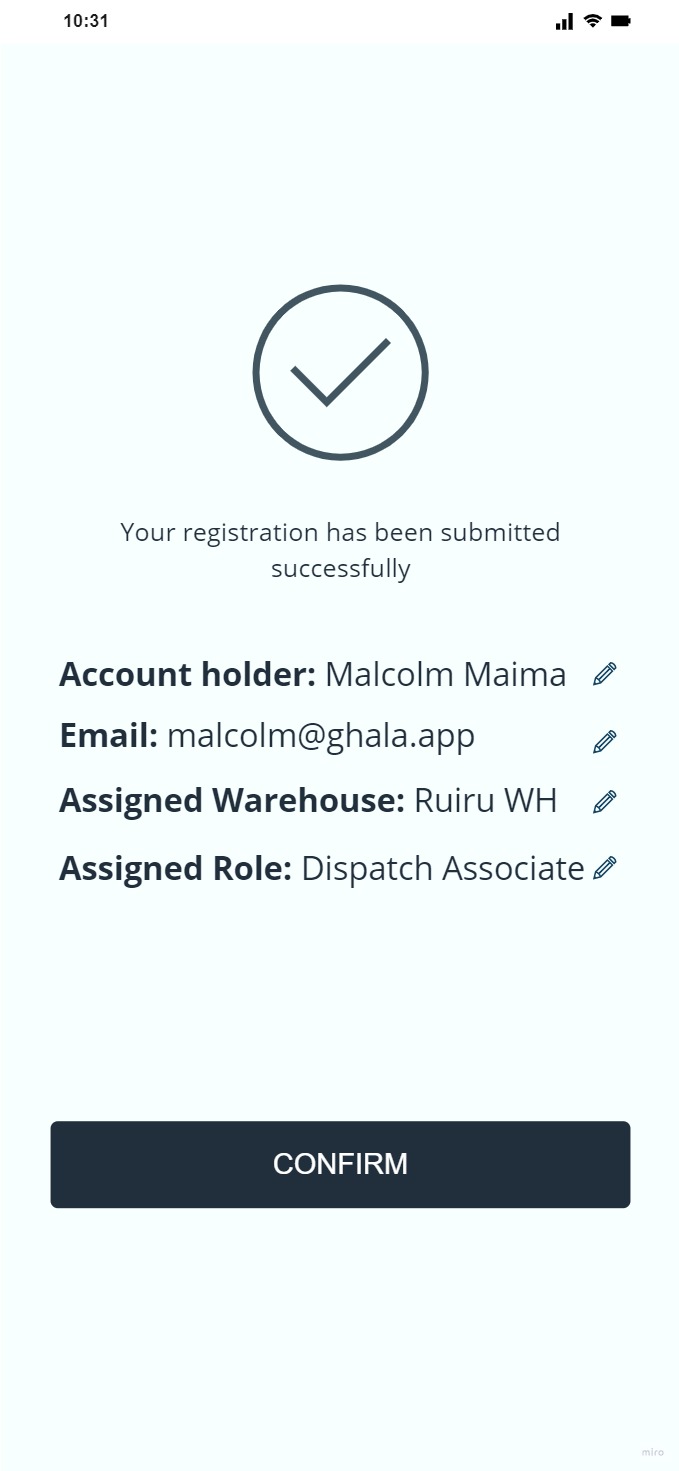 10:31
Your registration has been submitted
successfully
Account holder: Malcolm Maima
Email: malcolm@ghala.app
Assigned Warehouse: Ruiru WH
Assigned Role: Dispatch Associate
CONFIRM
miro